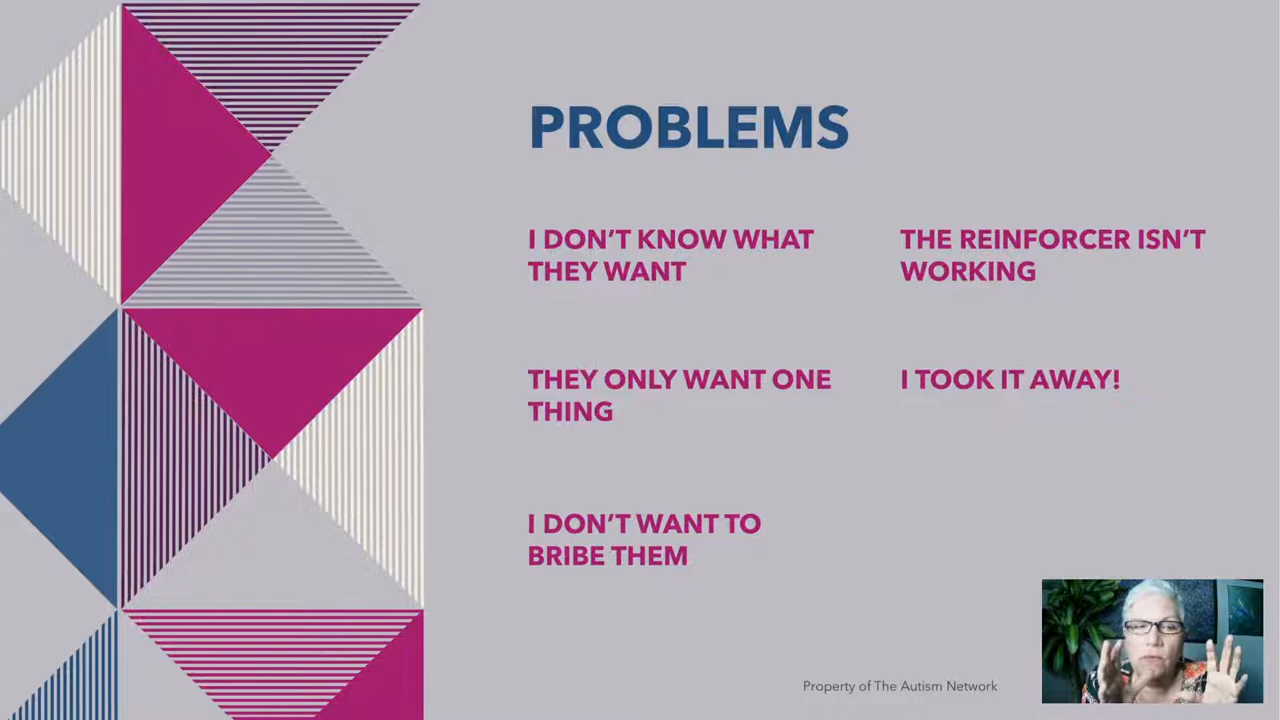 PROBLEMS
I DON’T KNOW WHAT
THEY WANT
THE REINFORCER ISN’T
WORKING
THEY ONLY WANT ONE
THING
I TOOK IT AWAY!
I DON’T WANT TO
BRIBE THEM
Property of The Autism Network